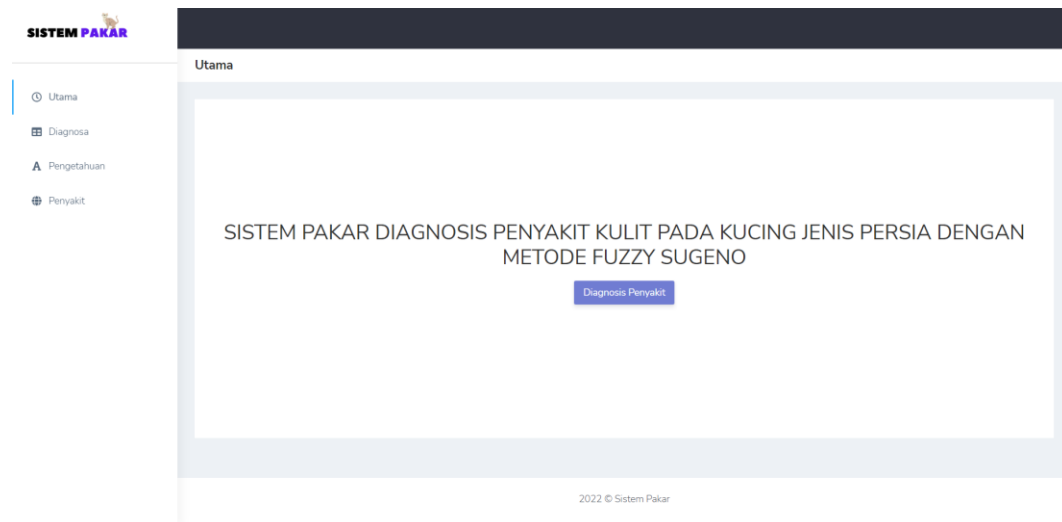 SISTEM PAKAR
Utama
Utama
Diagnosa
Pengetahuan
Penyakit
SISTEM PAKAR DIAGNOSIS PENYAKIT KULIT PADA KUCING JENIS PERSIA DENGAN
METODE FUZZY SUGENO
Diagnosis Penyakit
2022 © Sistem Pakar